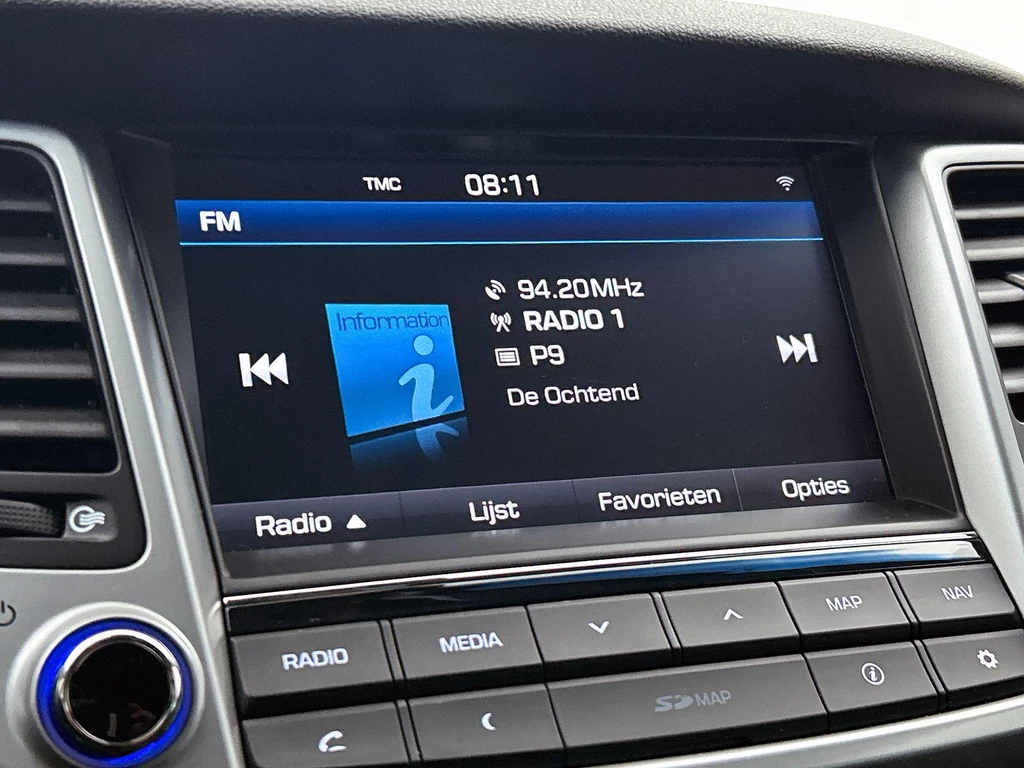 TMC 08:11
FM
Information
94.20MHz
RADIO 1
P9
De Ochtend
Radio Lijst Favorieten Opties
RADIO MEDIA MAP NAV
SD MAP